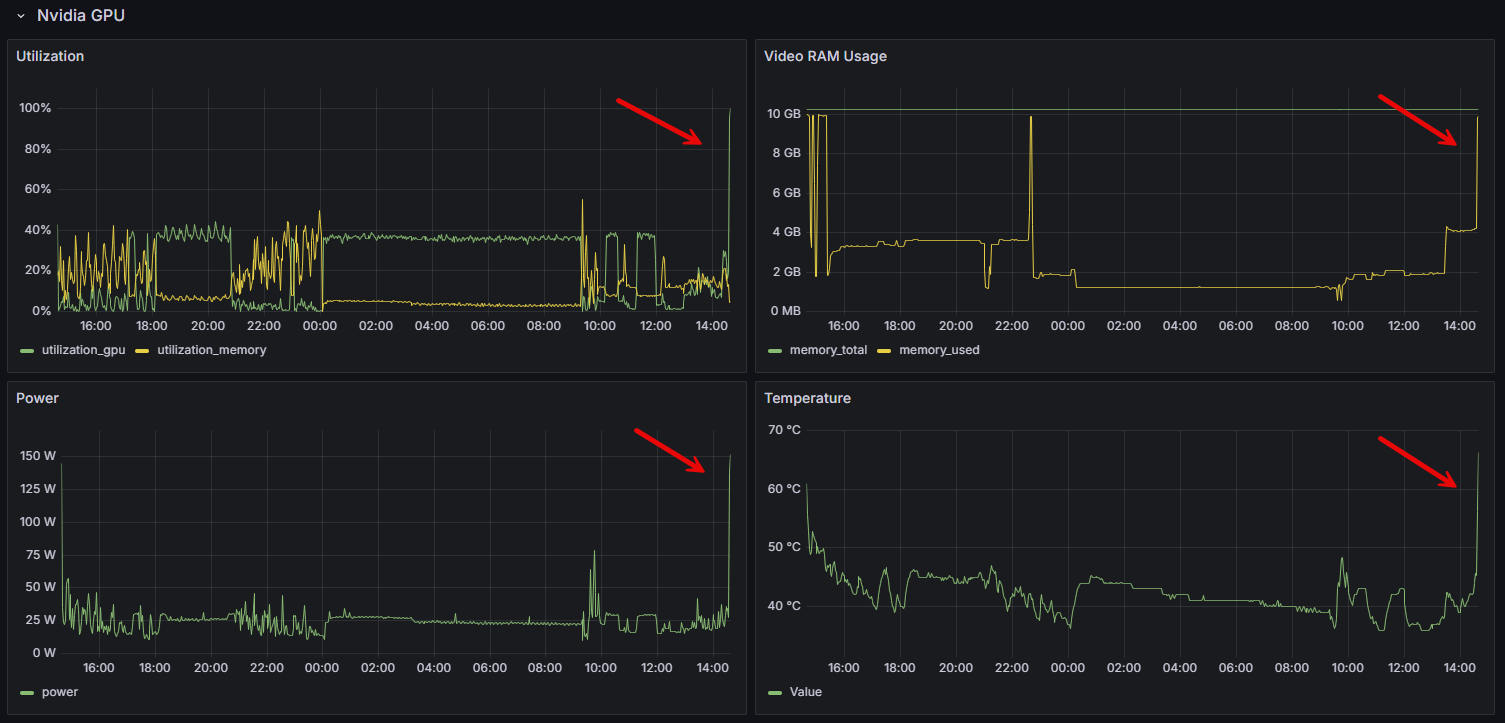 Nvidia GPU
Utilization
100%
80%
60%
40%
20%
0%
16:00 18:00 20:00 22:00 00:00 02:00 04:00 06:00 08:00 10:00 12:00 14:00
utilization_gpu utilization_memory
Video RAM Usage
10 GB
8 GB
6 GB
4 GB
2 GB
0 MB
16:00 18:00 20:00 22:00 00:00 02:00 04:00 06:00 08:00 10:00 12:00 14:00
memory_total memory_used
Power
150 W
125 W
100 W
75 W
50 W
25 W
0 W
16:00 18:00 20:00 22:00 00:00 02:00 04:00 06:00 08:00 10:00 12:00 14:00
power
Temperature
70 °C
60 °C
50 °C
40 °C
16:00 18:00 20:00 22:00 00:00 02:00 04:00 06:00 08:00 10:00 12:00 14:00
Value